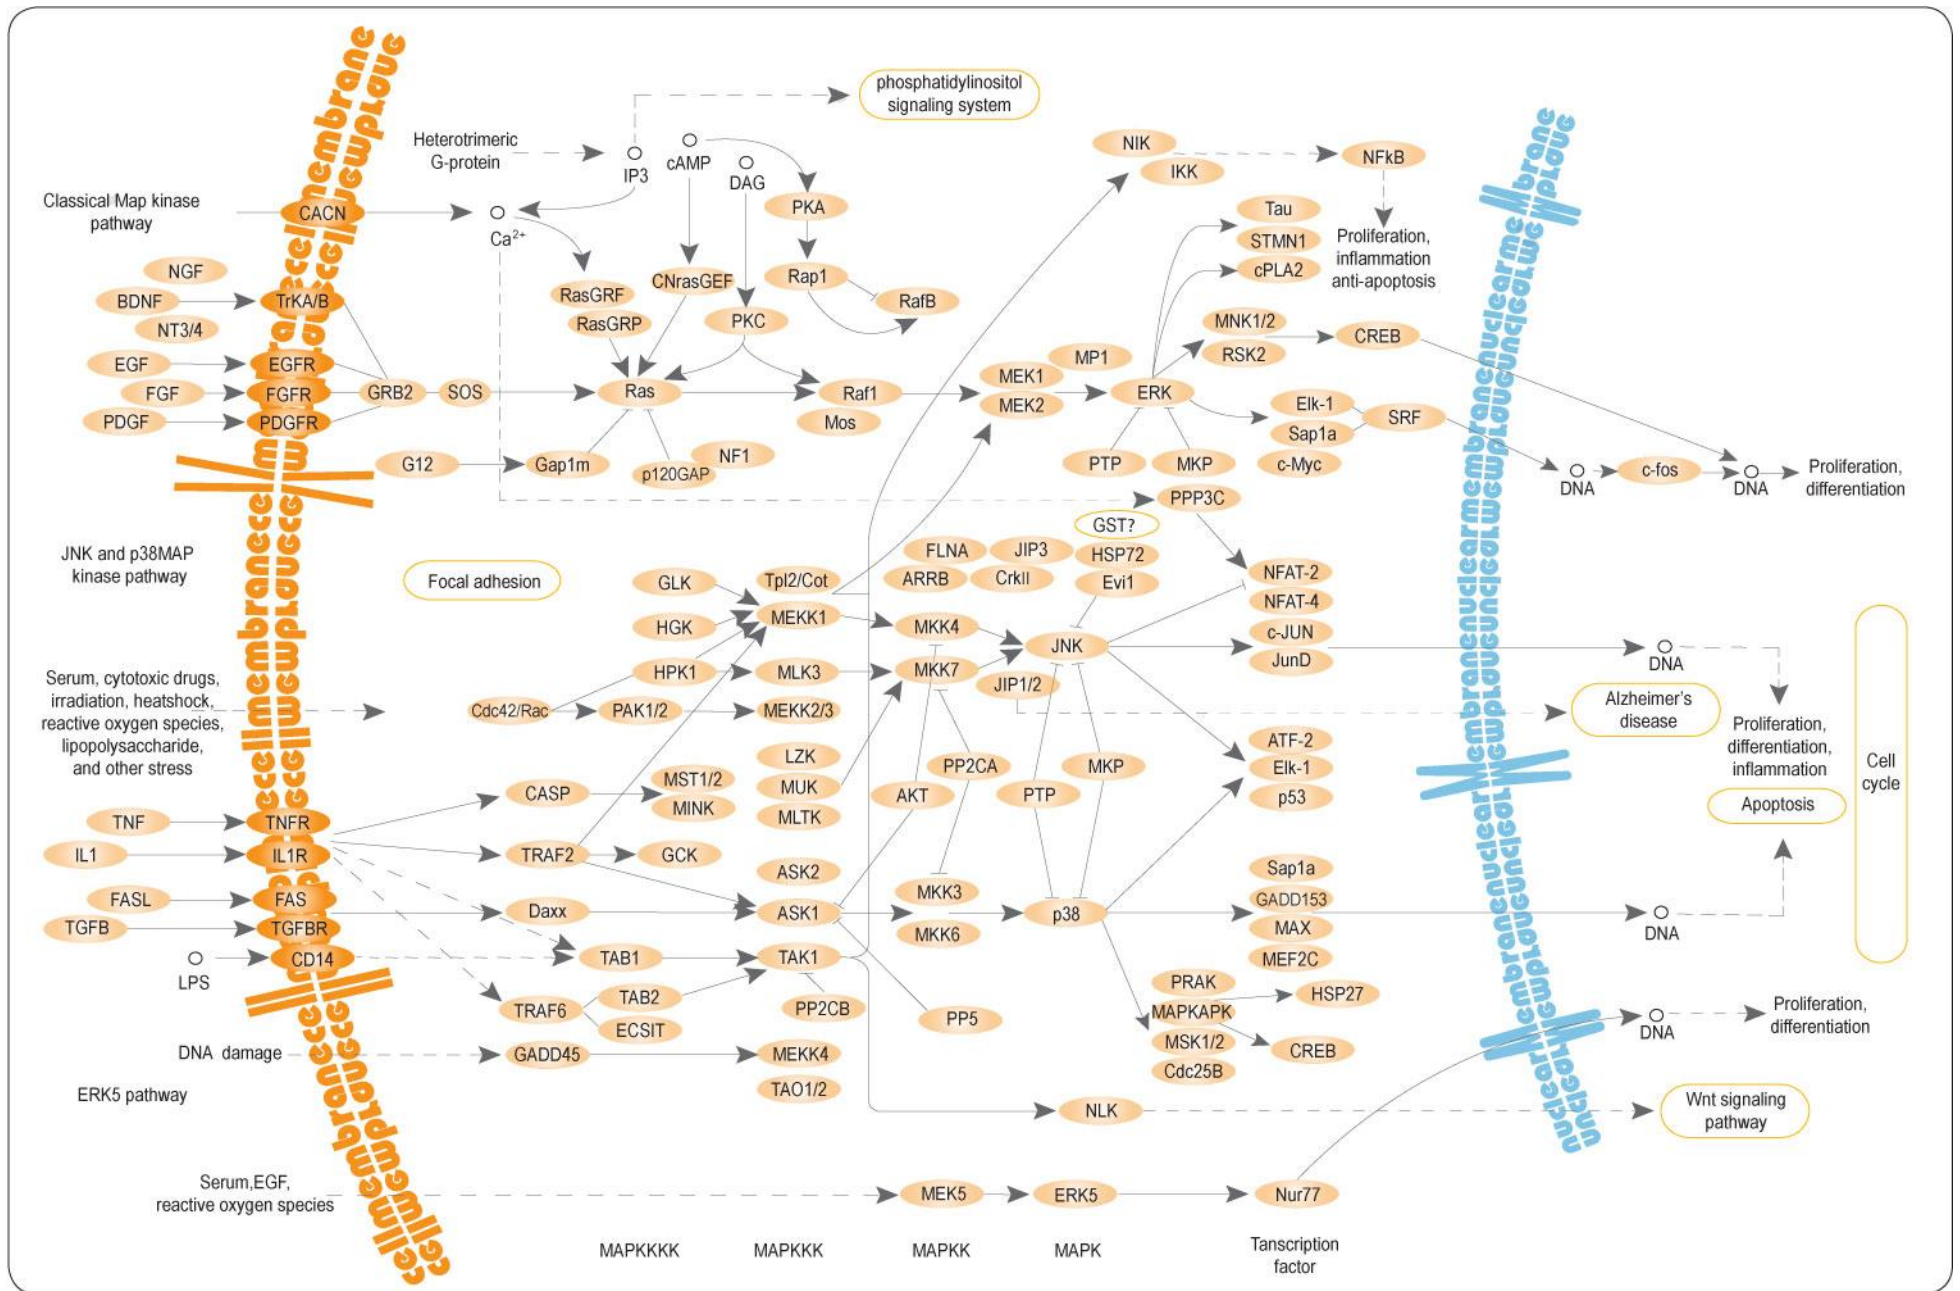 cell membrane
cell membrane
nuclear membrane
nuclear membrane
phosphatidylinositol
signaling system
Heterotrimeric
G-protein
IP3
cAMP
DAG
NIK
IKK
NFkB
Classical Map kinase
pathway
CACN
Ca²⁺
PKA
Tau
STMN1
cPLA2
Proliferation,
inflammation
anti-apoptosis
NGF
BDNF
NT3/4
TrKA/B
RasGRF
RasGRP
CNrasGEF
PKC
Rap1
RafB
MNK1/2
RSK2
CREB
EGF
EGFR
FGF
FGFR
PDGF
PDGFR
GRB2
SOS
Ras
Raf1
Mos
MEK1
MEK2
MP1
ERK
Elk-1
Sap1a
c-Myc
SRF
G12
Gap1m
p120GAP
NF1
PTP
MKP
PPP3C
DNA
c-fos
DNA
Proliferation,
differentiation
JNK and p38MAP
kinase pathway
Focal adhesion
GLK
HGK
HPK1
Tpl2/Cot
MEKK1
FLNA
ARRB
JIP3
CrkII
GST?
HSP72
Evi1
NFAT-2
NFAT-4
c-JUN
JunD
MKK4
MKK7
JNK
JIP1/2
DNA
MLK3
Cdc42/Rac
PAK1/2
MEKK2/3
Serum, cytotoxic drugs,
irradiation, heatshock,
reactive oxygen species,
lipopolysaccharide,
and other stress
Alzheimer's
disease
Proliferation,
differentiation,
inflammation
Apoptosis
Cell
cycle
LZK
MUK
MLTK
PP2CA
AKT
PTP
MKP
ATF-2
Elk-1
p53
CASP
MST1/2
MINK
TNF
TNFR
IL1
IL1R
TRAF2
GCK
ASK2
ASK1
FASL
FAS
TGFB
TGFBR
Daxx
MKK3
MKK6
p38
Sap1a
GADD153
MAX
MEF2C
DNA
LPS
CD14
TAB1
TAK1
TRAF6
TAB2
ECSIT
PP2CB
PP5
PRAK
MAPKAPK
MSK1/2
Cdc25B
HSP27
CREB
DNA
Proliferation,
differentiation
DNA damage
GADD45
MEKK4
TAO1/2
ERK5 pathway
NLK
Wnt signaling
pathway
Serum,EGF,
reactive oxygen species
MEK5
ERK5
Nur77
MAPKKKK
MAPKKK
MAPKK
MAPK
Tanscription
factor